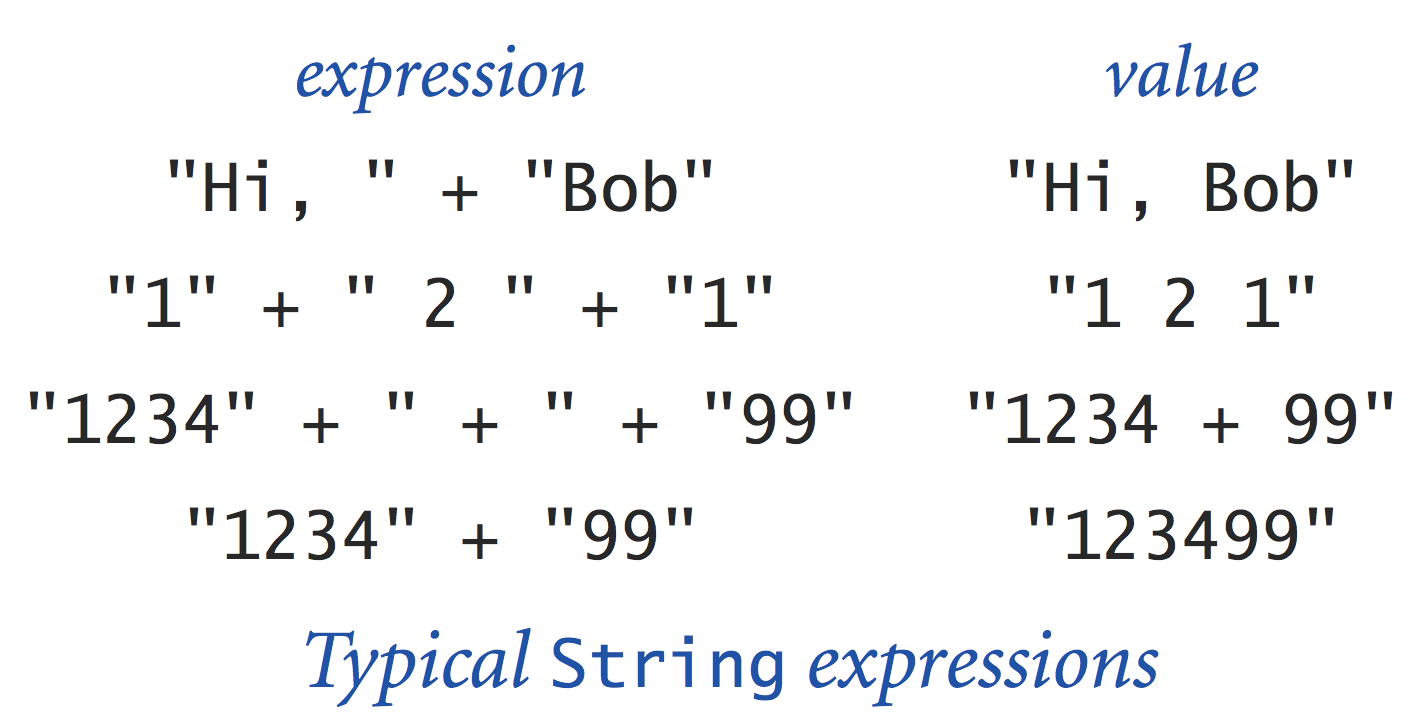 expression value
"Hi, " + "Bob" "Hi, Bob"
"1" + " 2 " + "1" "1 2 1"
"1234" + " + " + "99" "1234 + 99"
"1234" + "99" "123499"
Typical String expressions